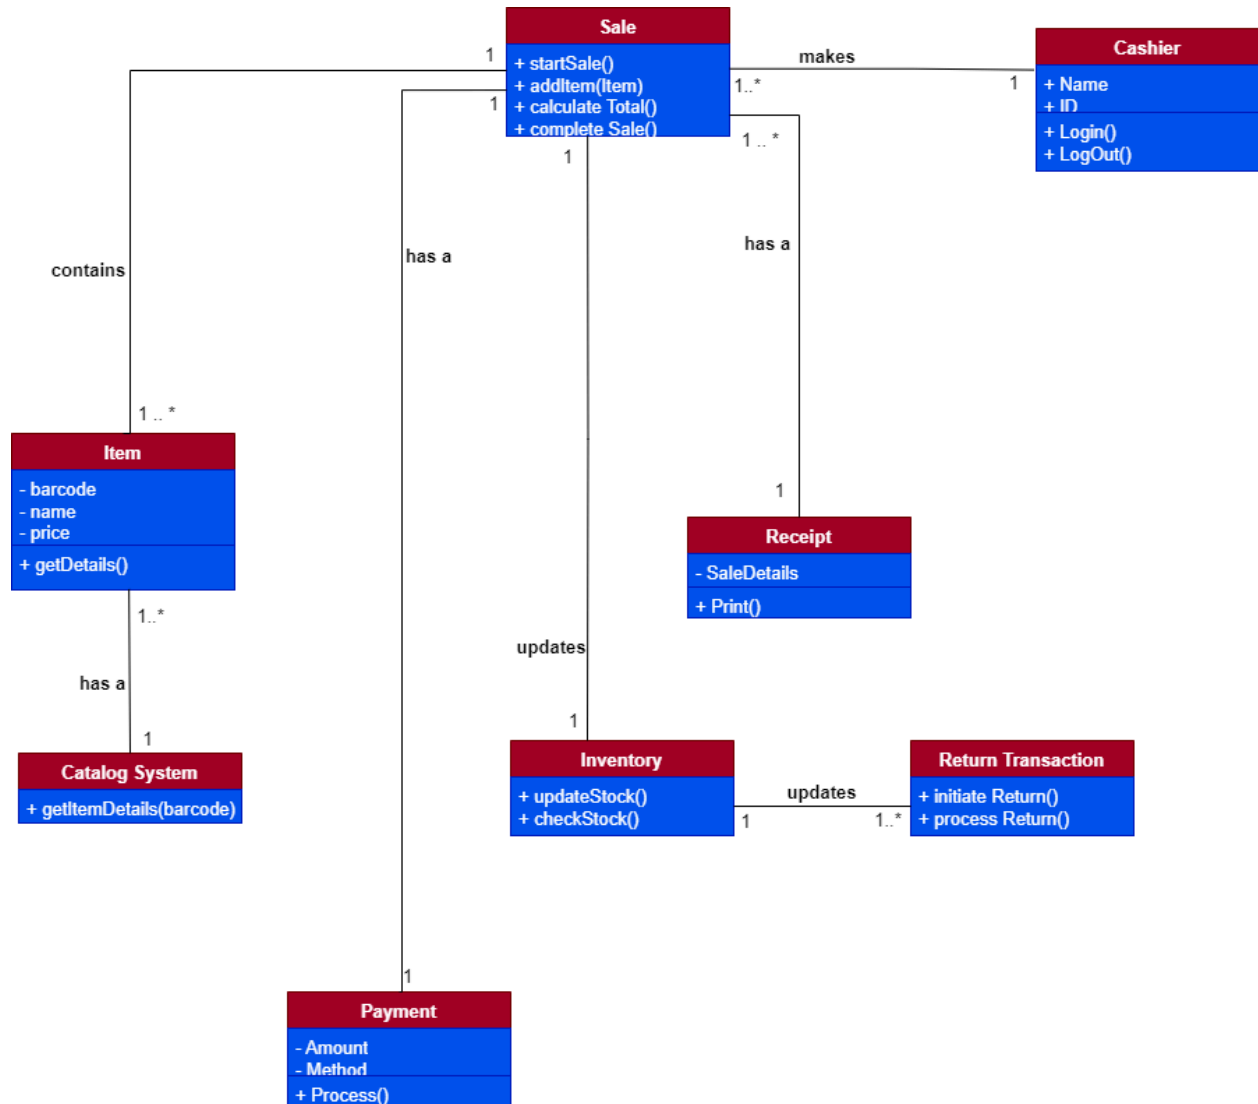 Sale
+ startSale()
+ addItem(Item)
+ calculate Total()
+ complete Sale()
1
1
1
makes
1..*
1
1 .. *
Cashier
+ Name
+ ID
+ Login()
+ LogOut()
contains
has a
has a
1 .. *
Item
- barcode
- name
- price
+ getDetails()
1..*
has a
1
Catalog System
+ getItemDetails(barcode)
1
Receipt
- SaleDetails
+ Print()
updates
1
Inventory
+ updateStock()
+ checkStock()
updates
1
1..*
Return Transaction
+ initiate Return()
+ process Return()
1
Payment
- Amount
- Method
+ Process()